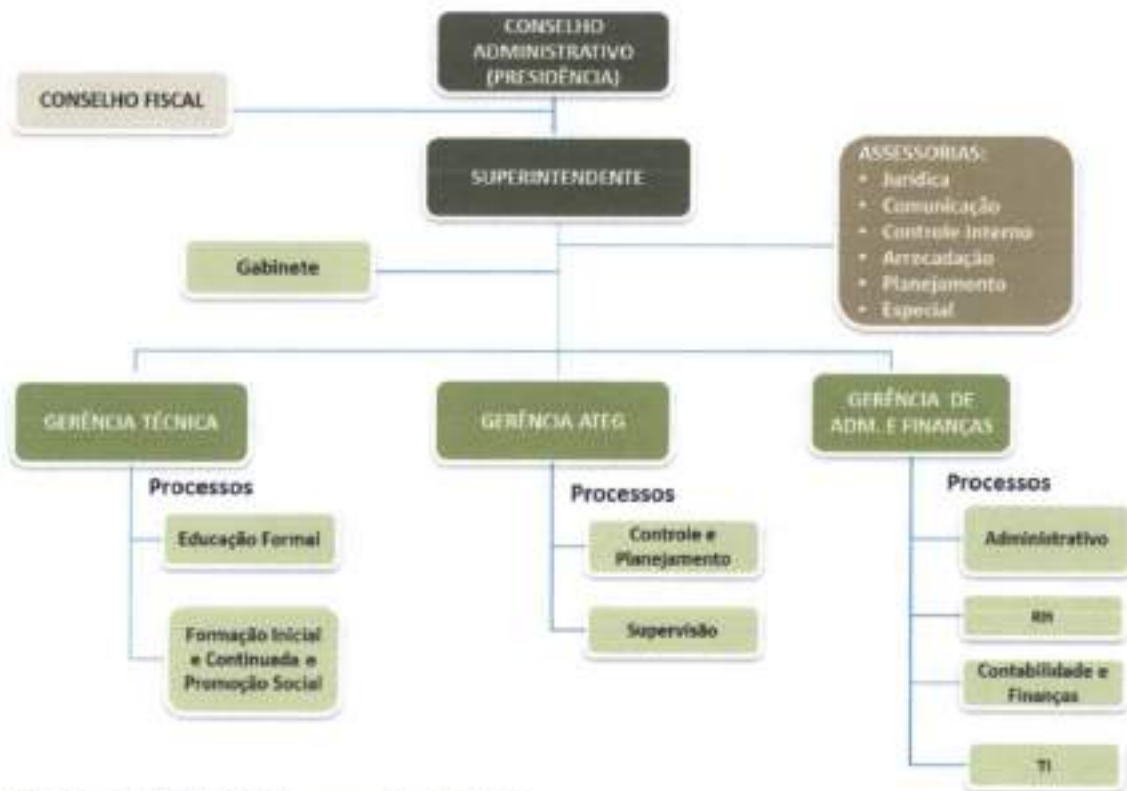 CONSELHO
ADMINISTRATIVO
(PRESIDÊNCIA)
CONSELHO FISCAL
SUPERINTENDENTE
ASSESSORIAS:
• Jurídica
• Comunicação
• Controle Interno
• Arrecadação
• Planejamento
• Especial
Gabinete
GERÊNCIA TÉCNICA
GERÊNCIA ATEG
GERÊNCIA DE
ADM. E FINANÇAS
Processos
Educação Formal
Formação Inicial
e Continuada e
Promoção Social
Processos
Controle e
Planejamento
Supervisão
Processos
Administrativo
RH
Contabilidade e
Finanças
TI